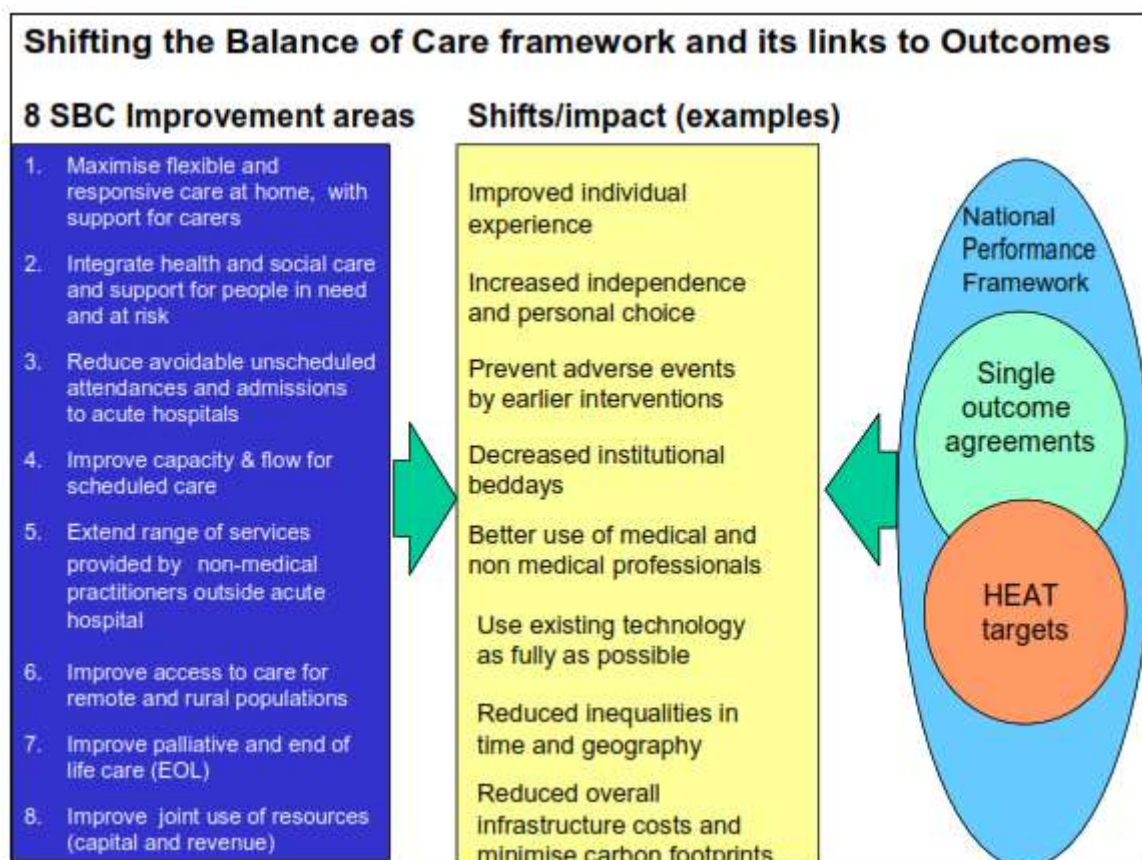 Shifting the Balance of Care framework and its links to Outcomes
8 SBC Improvement areas
1. Maximise flexible and
responsive care at home, with
support for carers
2. Integrate health and social care
and support for people in need
and at risk
3. Reduce avoidable unscheduled
attendances and admissions
to acute hospitals
4. Improve capacity & flow for
scheduled care
5. Extend range of services
provided by non-medical
practitioners outside acute
hospital
6. Improve access to care for
remote and rural populations
7. Improve palliative and end of
life care (EOL)
8. Improve joint use of resources
(capital and revenue)
Shifts/impact (examples)
Improved individual
experience
Increased independence
and personal choice
Prevent adverse events
by earlier interventions
Decreased institutional
beddays
Better use of medical and
non medical professionals
Use existing technology
as fully as possible
Reduced inequalities in
time and geography
Reduced overall
infrastructure costs and
minimise carbon footprints
National
Performance
Framework
Single
outcome
agreements
HEAT
targets